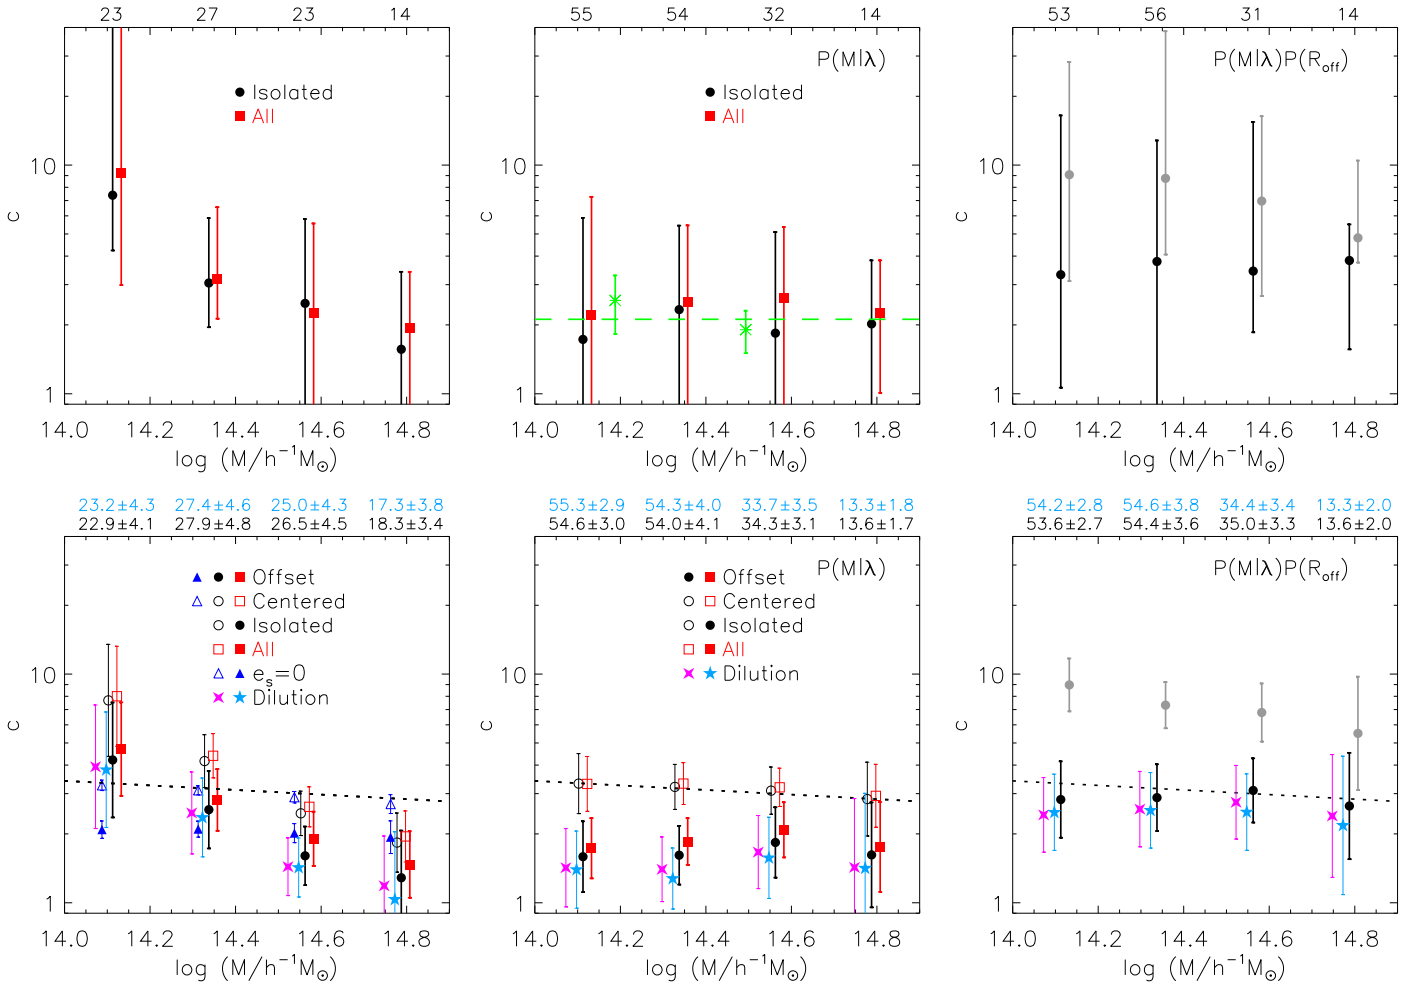 23 27 23 14
c
10
1
Isolated
All
14.0 14.2 14.4 14.6 14.8
log (M/h⁻¹M⊙)
55 54 32 14
P(M|λ)
c
10
1
Isolated
All
14.0 14.2 14.4 14.6 14.8
log (M/h⁻¹M⊙)
53 56 31 14
P(M|λ)P(R_off)
c
10
1
14.0 14.2 14.4 14.6 14.8
log (M/h⁻¹M⊙)
23.2±4.3 27.4±4.6 25.0±4.3 17.3±3.8
22.9±4.1 27.9±4.8 26.5±4.5 18.3±3.4
c
10
1
Offset
Centered
Isolated
All
e_s=0
Dilution
14.0 14.2 14.4 14.6 14.8
log (M/h⁻¹M⊙)
55.3±2.9 54.3±4.0 33.7±3.5 13.3±1.8
54.6±3.0 54.0±4.1 34.3±3.1 13.6±1.7
P(M|λ)
c
10
1
Offset
Centered
Isolated
All
Dilution
14.0 14.2 14.4 14.6 14.8
log (M/h⁻¹M⊙)
54.2±2.8 54.6±3.8 34.4±3.4 13.3±2.0
53.6±2.7 54.4±3.6 35.0±3.3 13.6±2.0
P(M|λ)P(R_off)
c
10
1
14.0 14.2 14.4 14.6 14.8
log (M/h⁻¹M⊙)